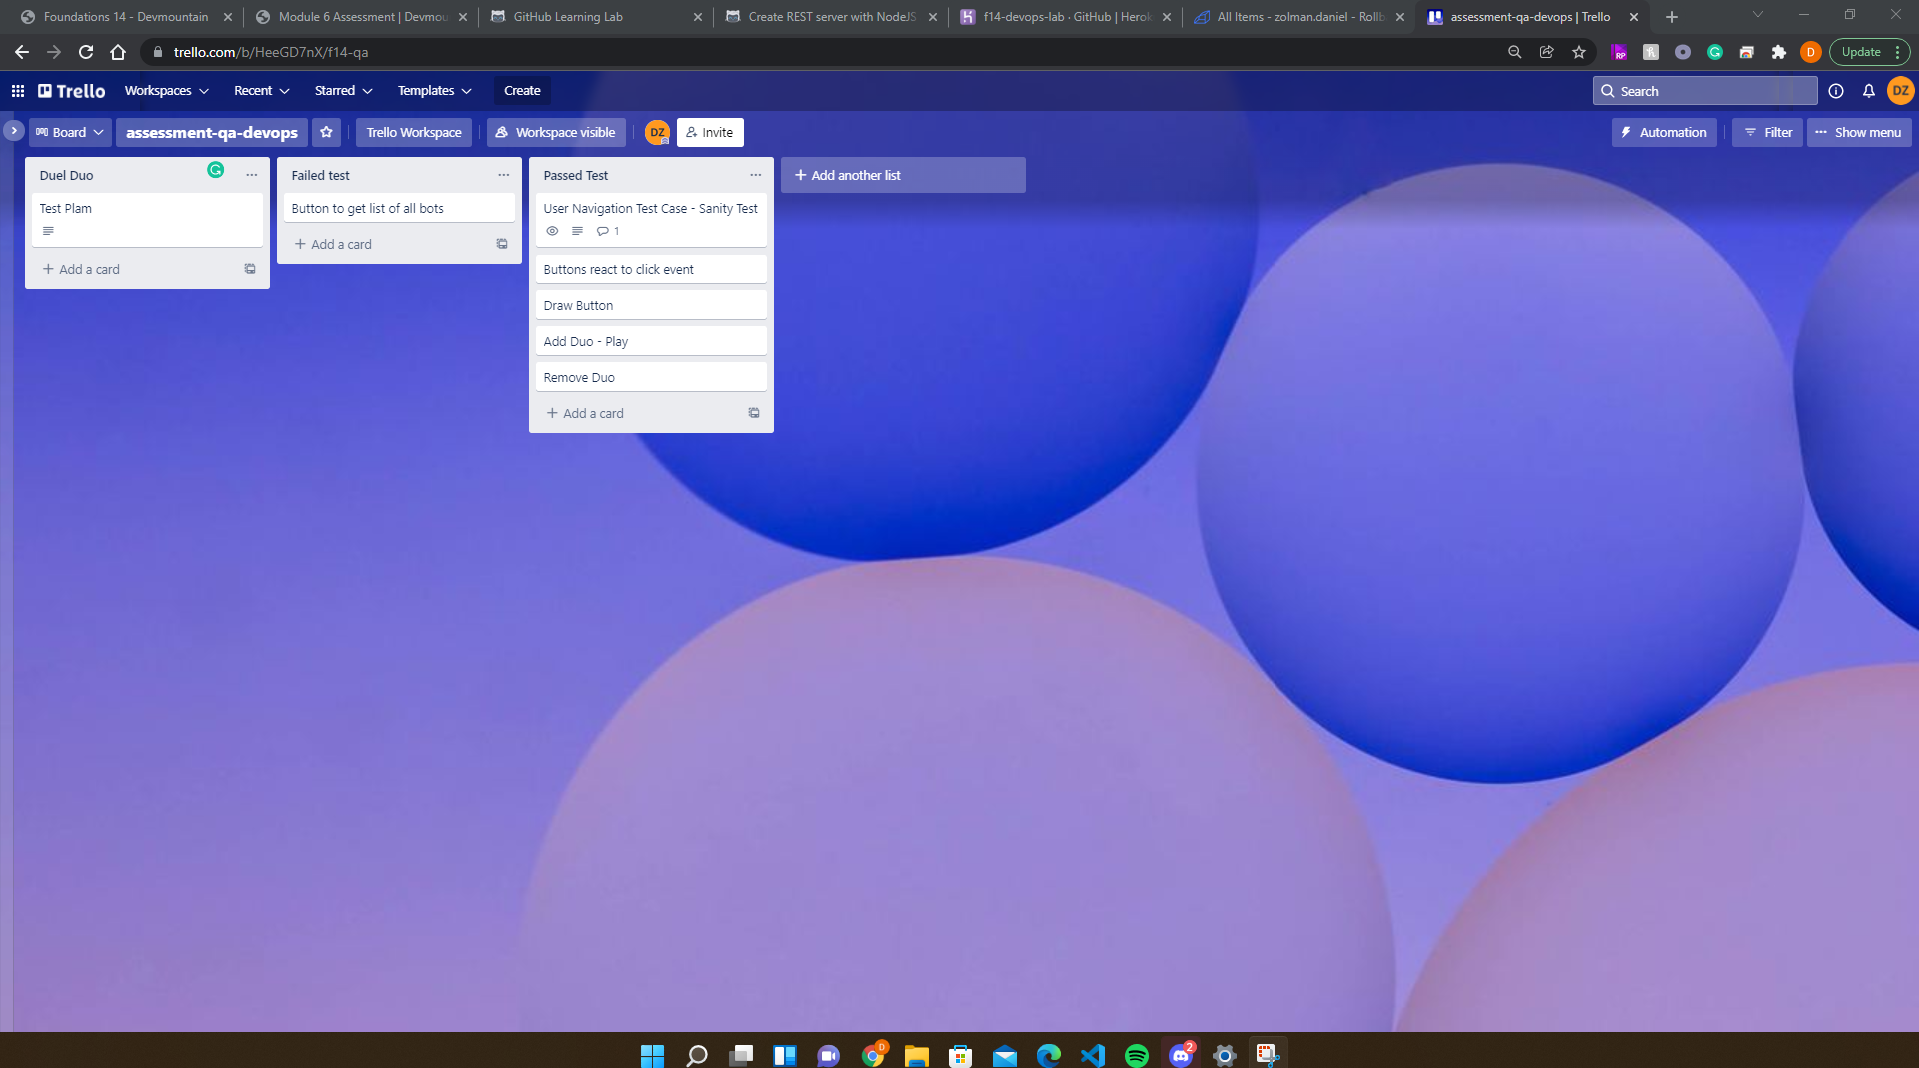 Foundations 14 - Devmountain
Module 6 Assessment | Devmou
GitHub Learning Lab
Create REST server with NodeJS
f14-devops-lab · GitHub | Herok
All Items - zolman.daniel - Rollb
assessment-qa-devops | Trello
trello.com/b/HeeGD7nX/f14-qa
RP
D
Update
Trello
Workspaces
Recent
Starred
Templates
Create
Search
DZ
Board
assessment-qa-devops
Trello Workspace
Workspace visible
DZ
Invite
Automation
Filter
Show menu
Duel Duo
Test Plam
+ Add a card
Failed test
Button to get list of all bots
+ Add a card
Passed Test
User Navigation Test Case - Sanity Test
1
Buttons react to click event
Draw Button
Add Duo - Play
Remove Duo
+ Add a card
+ Add another list
D
2